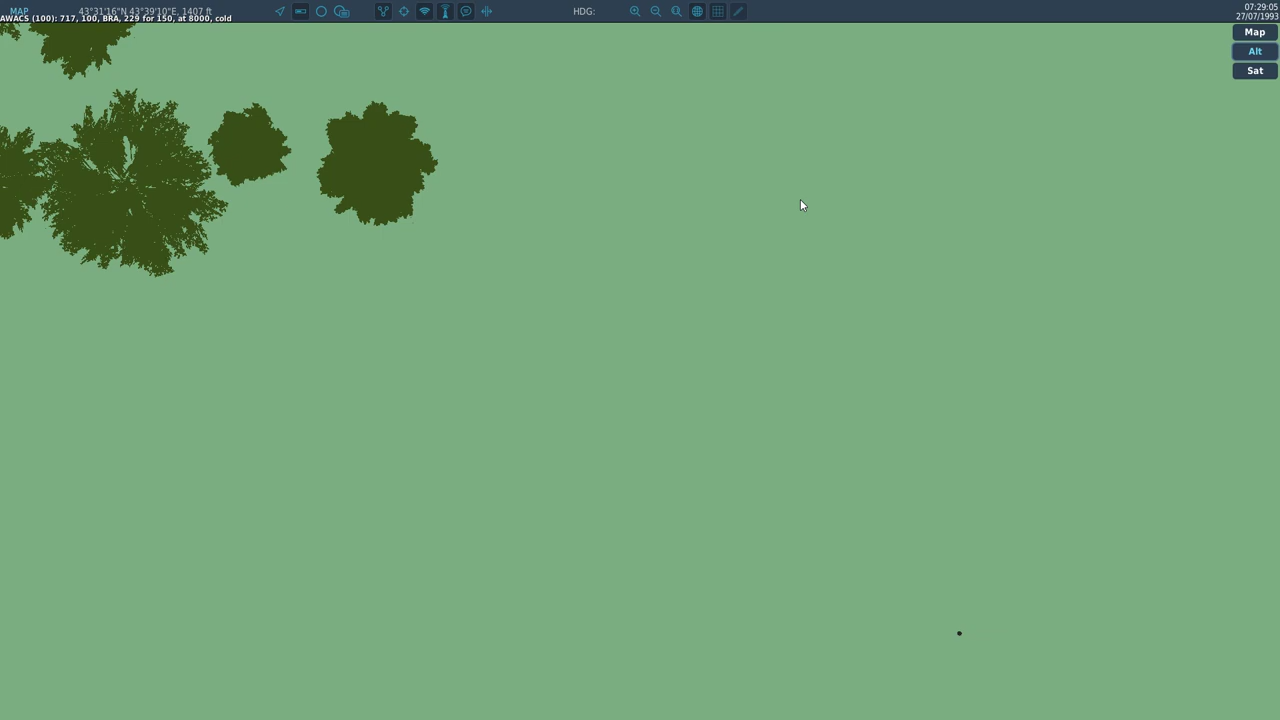 MAP 43°31'16"N 43°39'10"E, 1407 ft HDG: 07:29:05
AWACS (100): 717, 100, BRA, 229 for 150, at 8000, cold 27/07/1993
Map
Alt
Sat